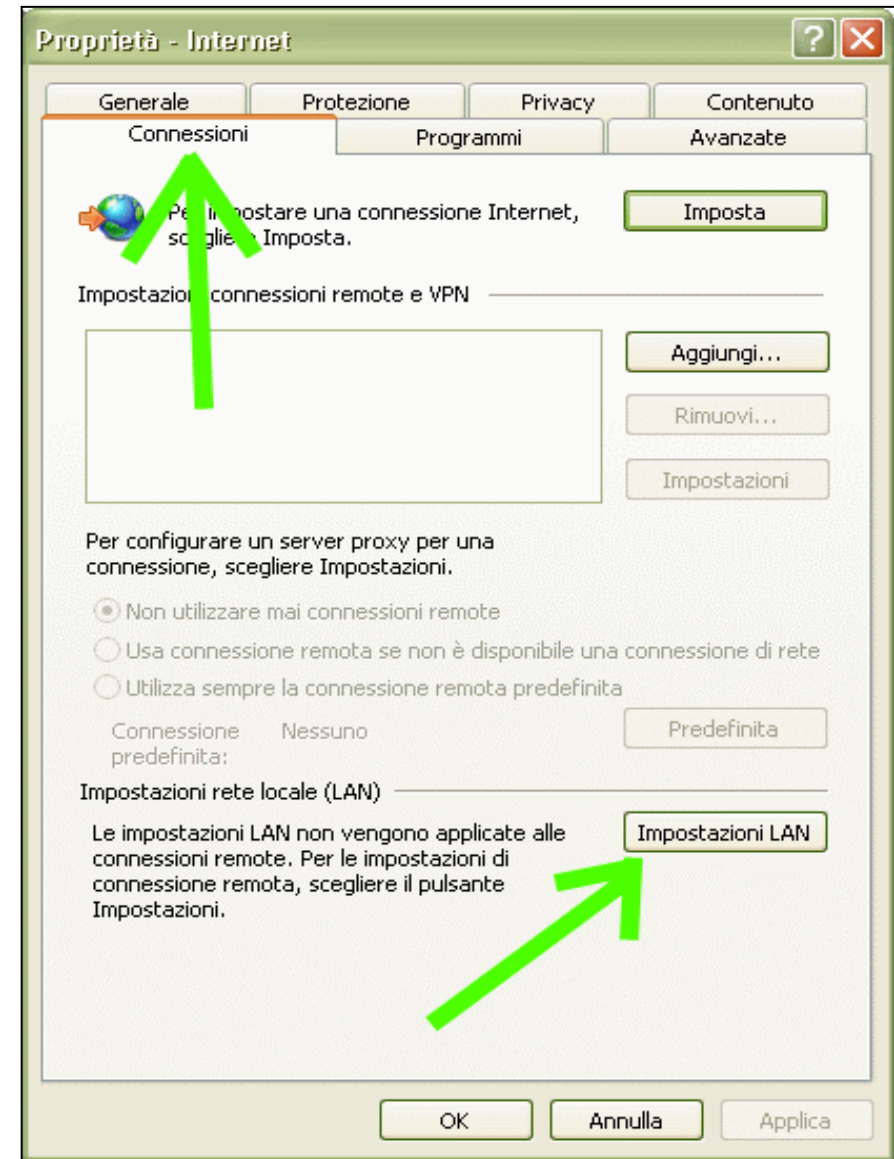 Proprietà - Internet
Generale
Protezione
Privacy
Contenuto
Connessioni
Programmi
Avanzate
Per impostare una connessione Internet,
scegliere Imposta.
Imposta
Impostazioni connessioni remote e VPN
Aggiungi...
Rimuovi...
Impostazioni
Per configurare un server proxy per una
connessione, scegliere Impostazioni.
Non utilizzare mai connessioni remote
Usa connessione remota se non è disponibile una connessione di rete
Utilizza sempre la connessione remota predefinita
Connessione
predefinita:
Nessuno
Predefinita
Impostazioni rete locale (LAN)
Le impostazioni LAN non vengono applicate alle
connessioni remote. Per le impostazioni di
connessione remota, scegliere il pulsante
Impostazioni.
Impostazioni LAN
OK
Annulla
Applica